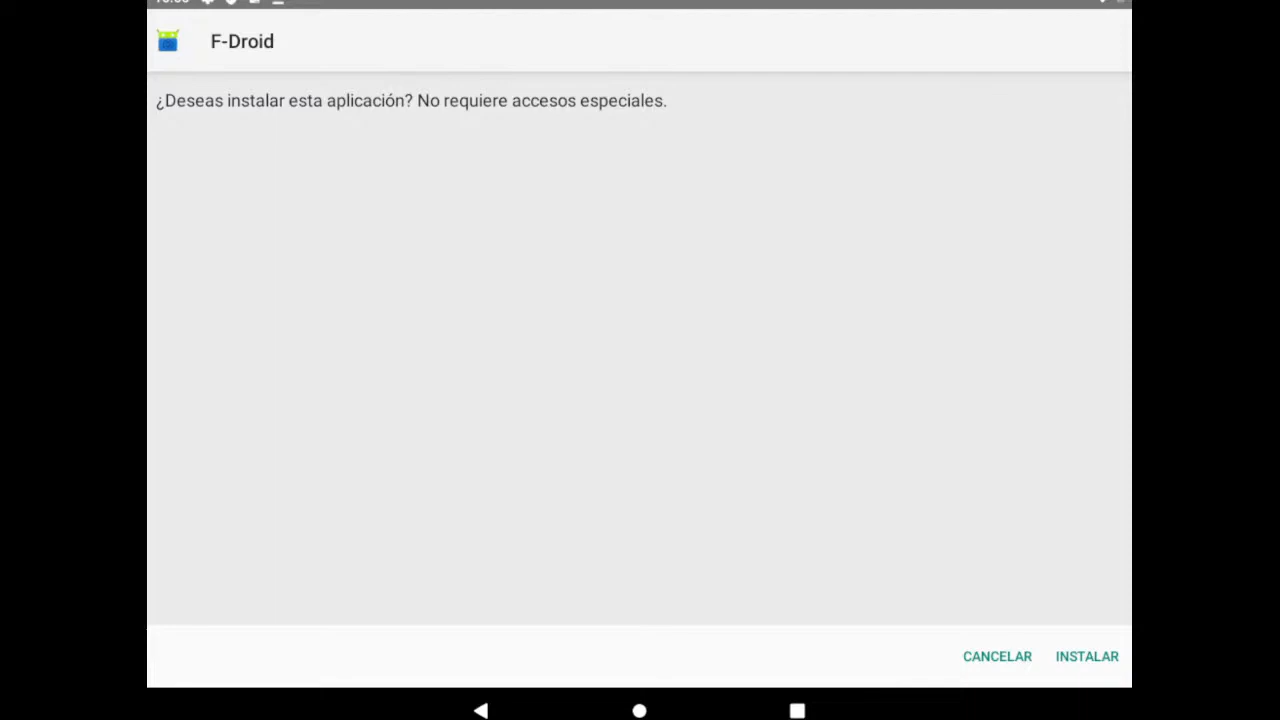 F-Droid
¿Deseas instalar esta aplicación? No requiere accesos especiales.
CANCELAR INSTALAR